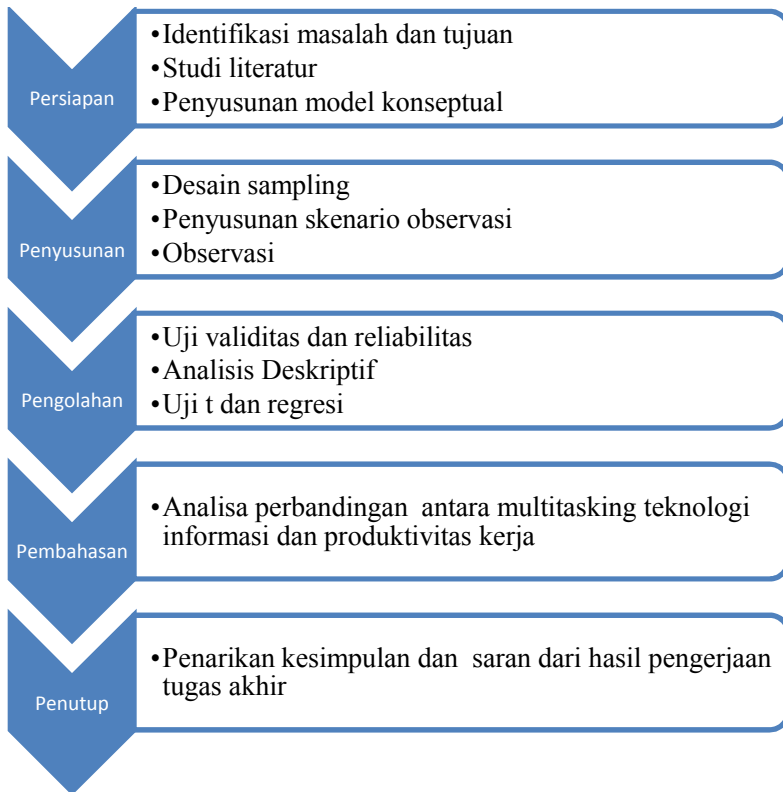 Persiapan
•Identifikasi masalah dan tujuan
•Studi literatur
•Penyusunan model konseptual
Penyusunan
•Desain sampling
•Penyusunan skenario observasi
•Observasi
Pengolahan
•Uji validitas dan reliabilitas
•Analisis Deskriptif
•Uji t dan regresi
Pembahasan
•Analisa perbandingan antara multitasking teknologi
informasi dan produktivitas kerja
Penutup
•Penarikan kesimpulan dan saran dari hasil pengerjaan
tugas akhir